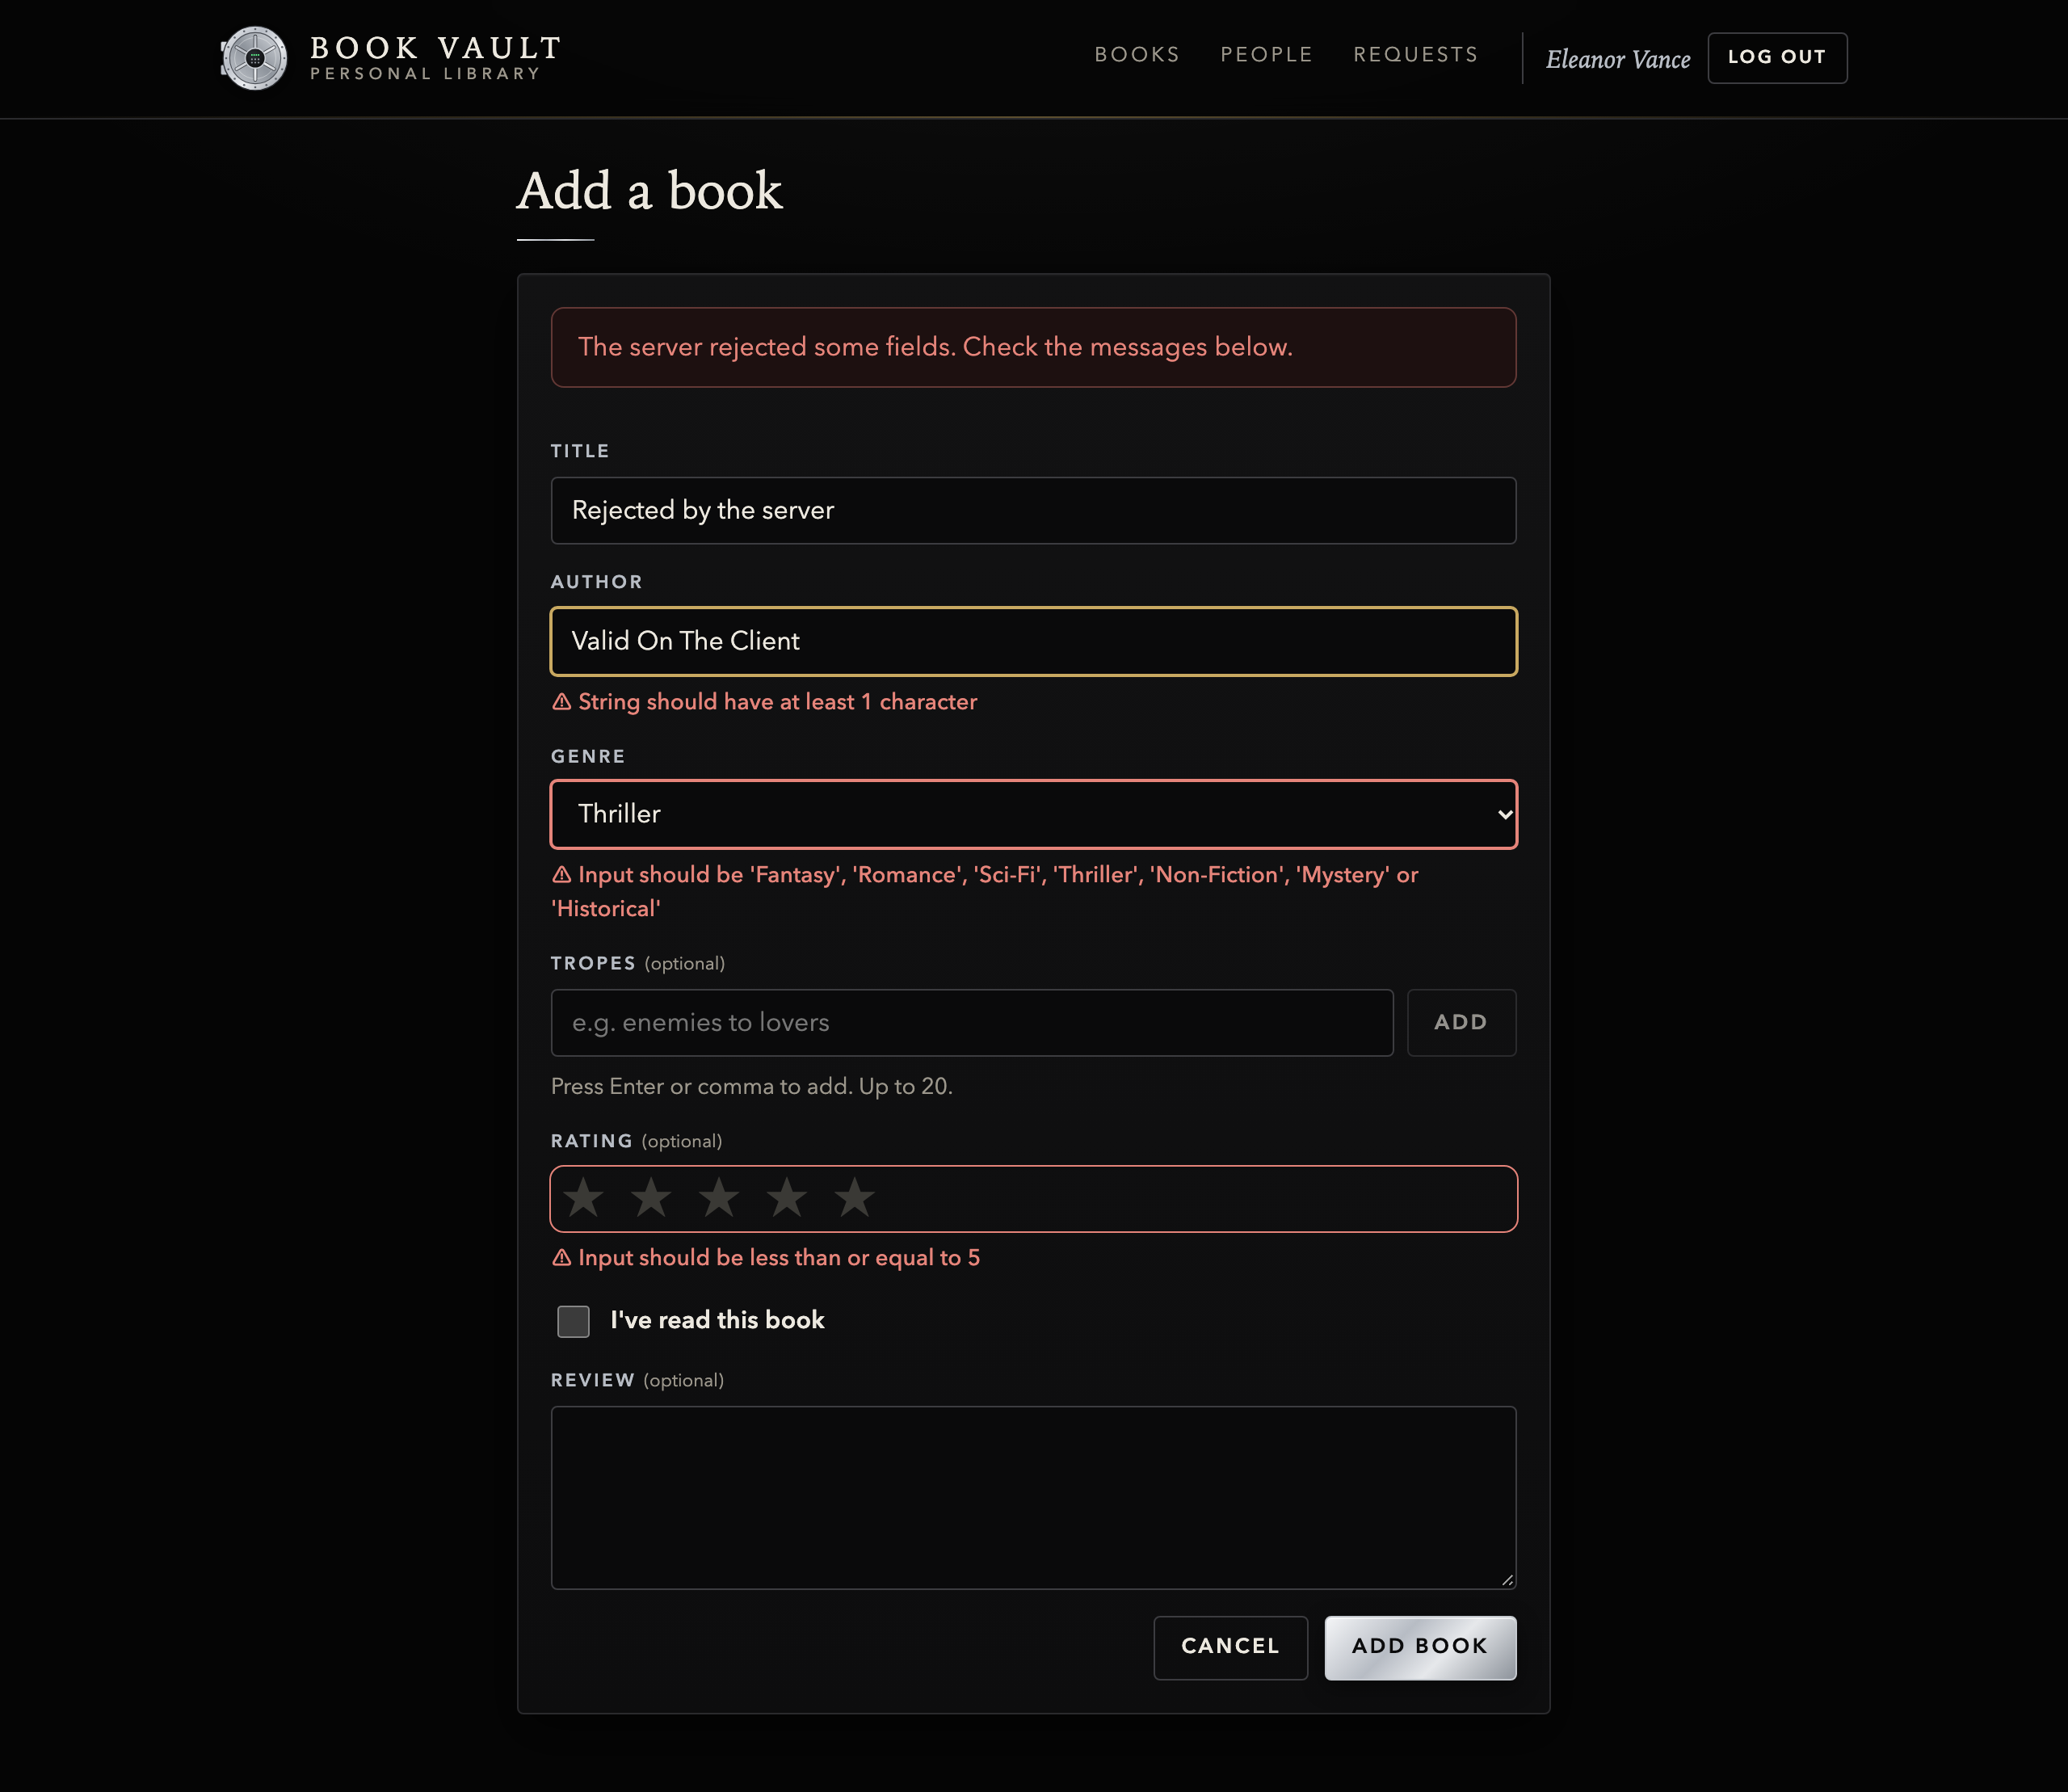 BOOK VAULT
PERSONAL LIBRARY
BOOKS PEOPLE REQUESTS Eleanor Vance LOG OUT
Add a book
The server rejected some fields. Check the messages below.
TITLE
Rejected by the server
AUTHOR
Valid On The Client
String should have at least 1 character
GENRE
Thriller
Input should be 'Fantasy', 'Romance', 'Sci-Fi', 'Thriller', 'Non-Fiction', 'Mystery' or
'Historical'
TROPES (optional)
e.g. enemies to lovers ADD
Press Enter or comma to add. Up to 20.
RATING (optional)
Input should be less than or equal to 5
I've read this book
REVIEW (optional)
CANCEL ADD BOOK